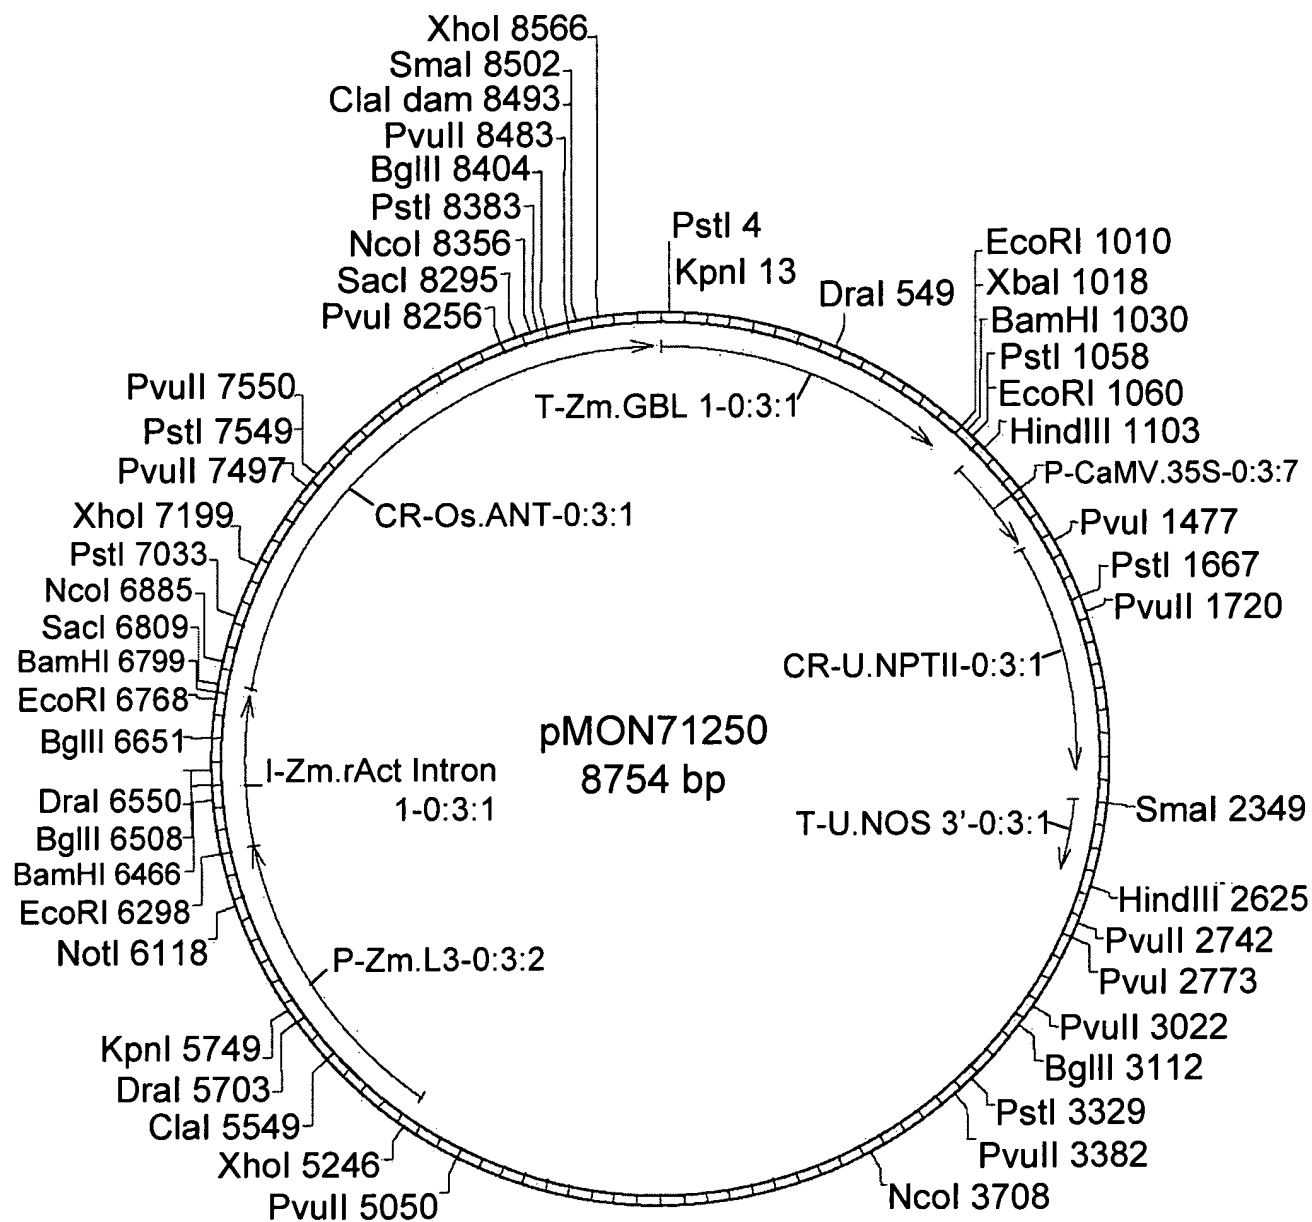 XhoI 8566
SmaI 8502
ClaI dam 8493
PvuII 8483
BglII 8404
PstI 8383
NcoI 8356
SacI 8295
PvuI 8256
PstI 4
KpnI 13
DraI 549
EcoRI 1010
XbaI 1018
BamHI 1030
PstI 1058
EcoRI 1060
HindIII 1103
P-CaMV.35S-0:3:7
PvuI 1477
PstI 1667
PvuII 1720
T-Zm.GBL 1-0:3:1
PvuII 7550
PstI 7549
PvuII 7497
XhoI 7199
PstI 7033
NcoI 6885
SacI 6809
BamHI 6799
EcoRI 6768
BglII 6651
DraI 6550
BglII 6508
BamHI 6466
EcoRI 6298
NotI 6118
CR-Os.ANT-0:3:1
CR-U.NPTII-0:3:1
pMON71250
8754 bp
I-Zm.rAct Intron
1-0:3:1
T-U.NOS 3'-0:3:1
SmaI 2349
HindIII 2625
PvuII 2742
PvuI 2773
PvuII 3022
BglII 3112
PstI 3329
PvuII 3382
NcoI 3708
P-Zm.L3-0:3:2
KpnI 5749
DraI 5703
ClaI 5549
XhoI 5246
PvuII 5050